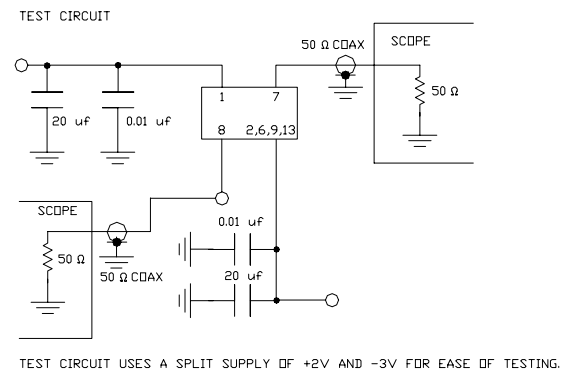 TEST CIRCUIT
50 Ω COAX
SCOPE
50 Ω
20 uf
0.01 uf
1
7
8
2,6,9,13
SCOPE
50 Ω
50 Ω COAX
0.01 uf
20 uf
TEST CIRCUIT USES A SPLIT SUPPLY OF +2V AND -3V FOR EASE OF TESTING.